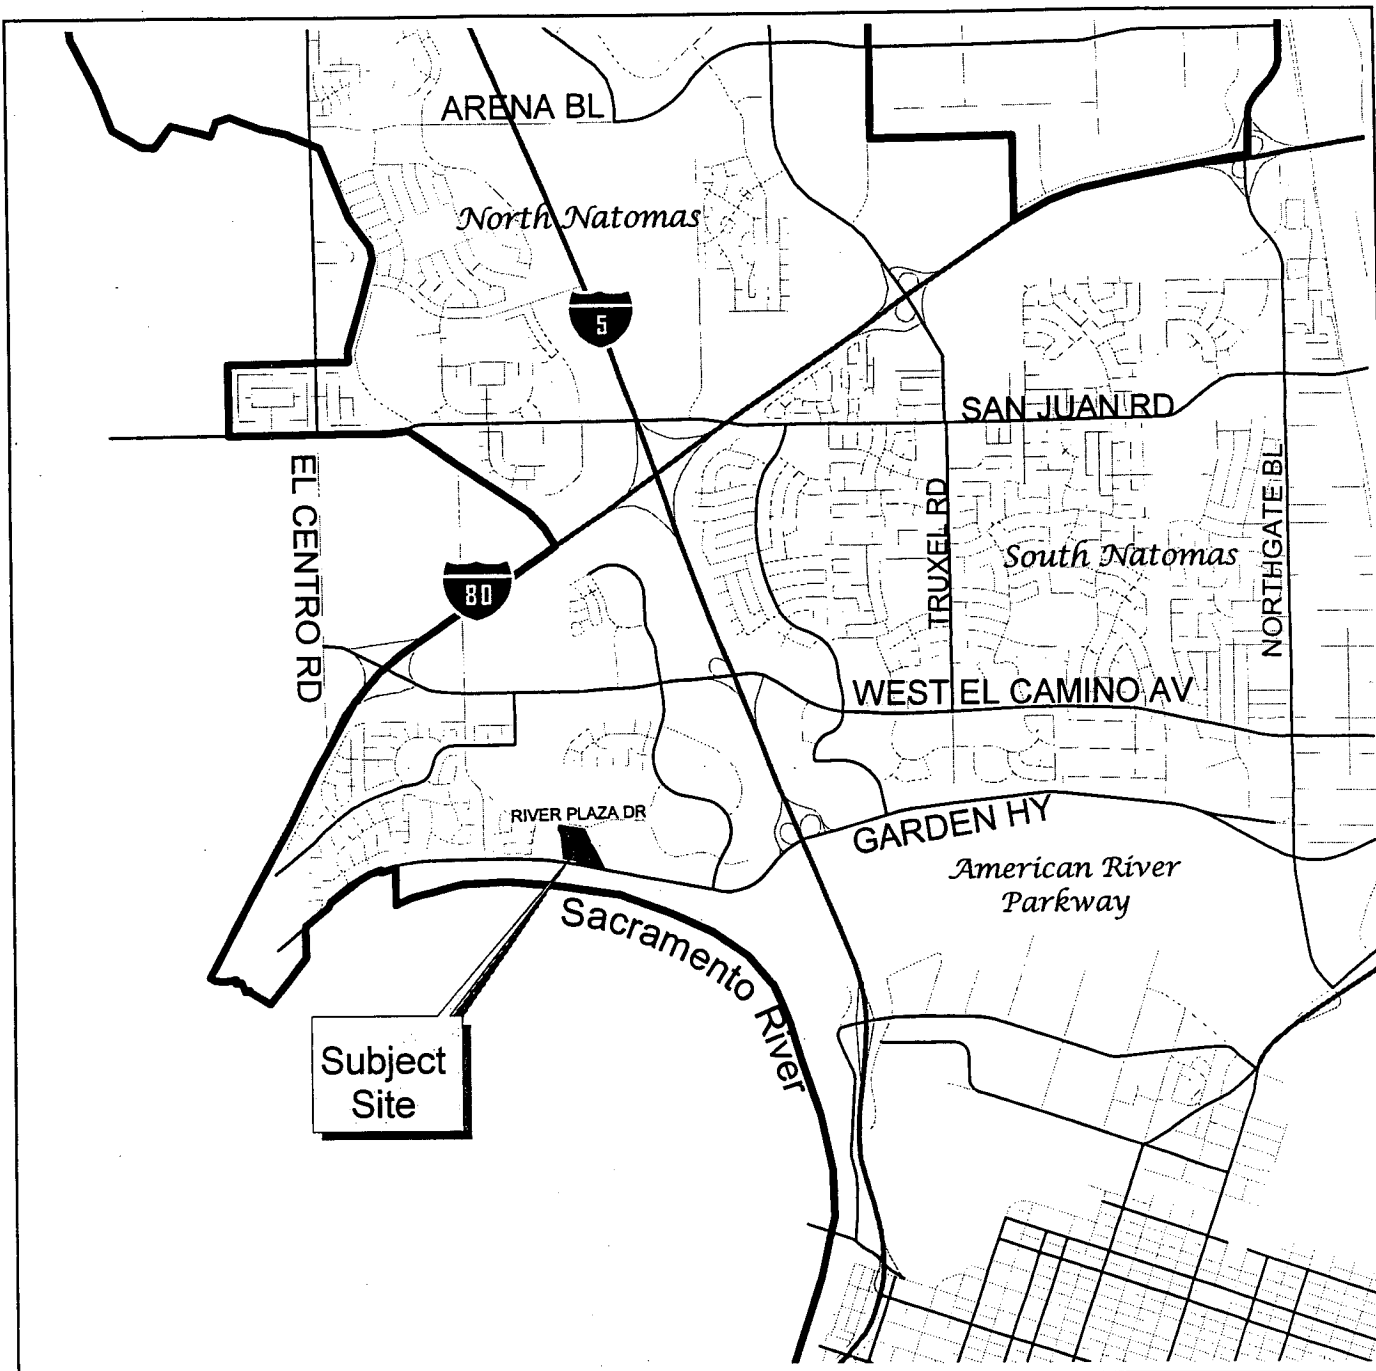 ARENA BL
North Natomas
5
SAN JUAN RD
EL CENTRO RD
TRUXEL RD
NORTHGATE BL
South Natomas
80
WEST EL CAMINO AV
RIVER PLAZA DR
GARDEN HY
American River
Parkway
Sacramento River
Subject
Site